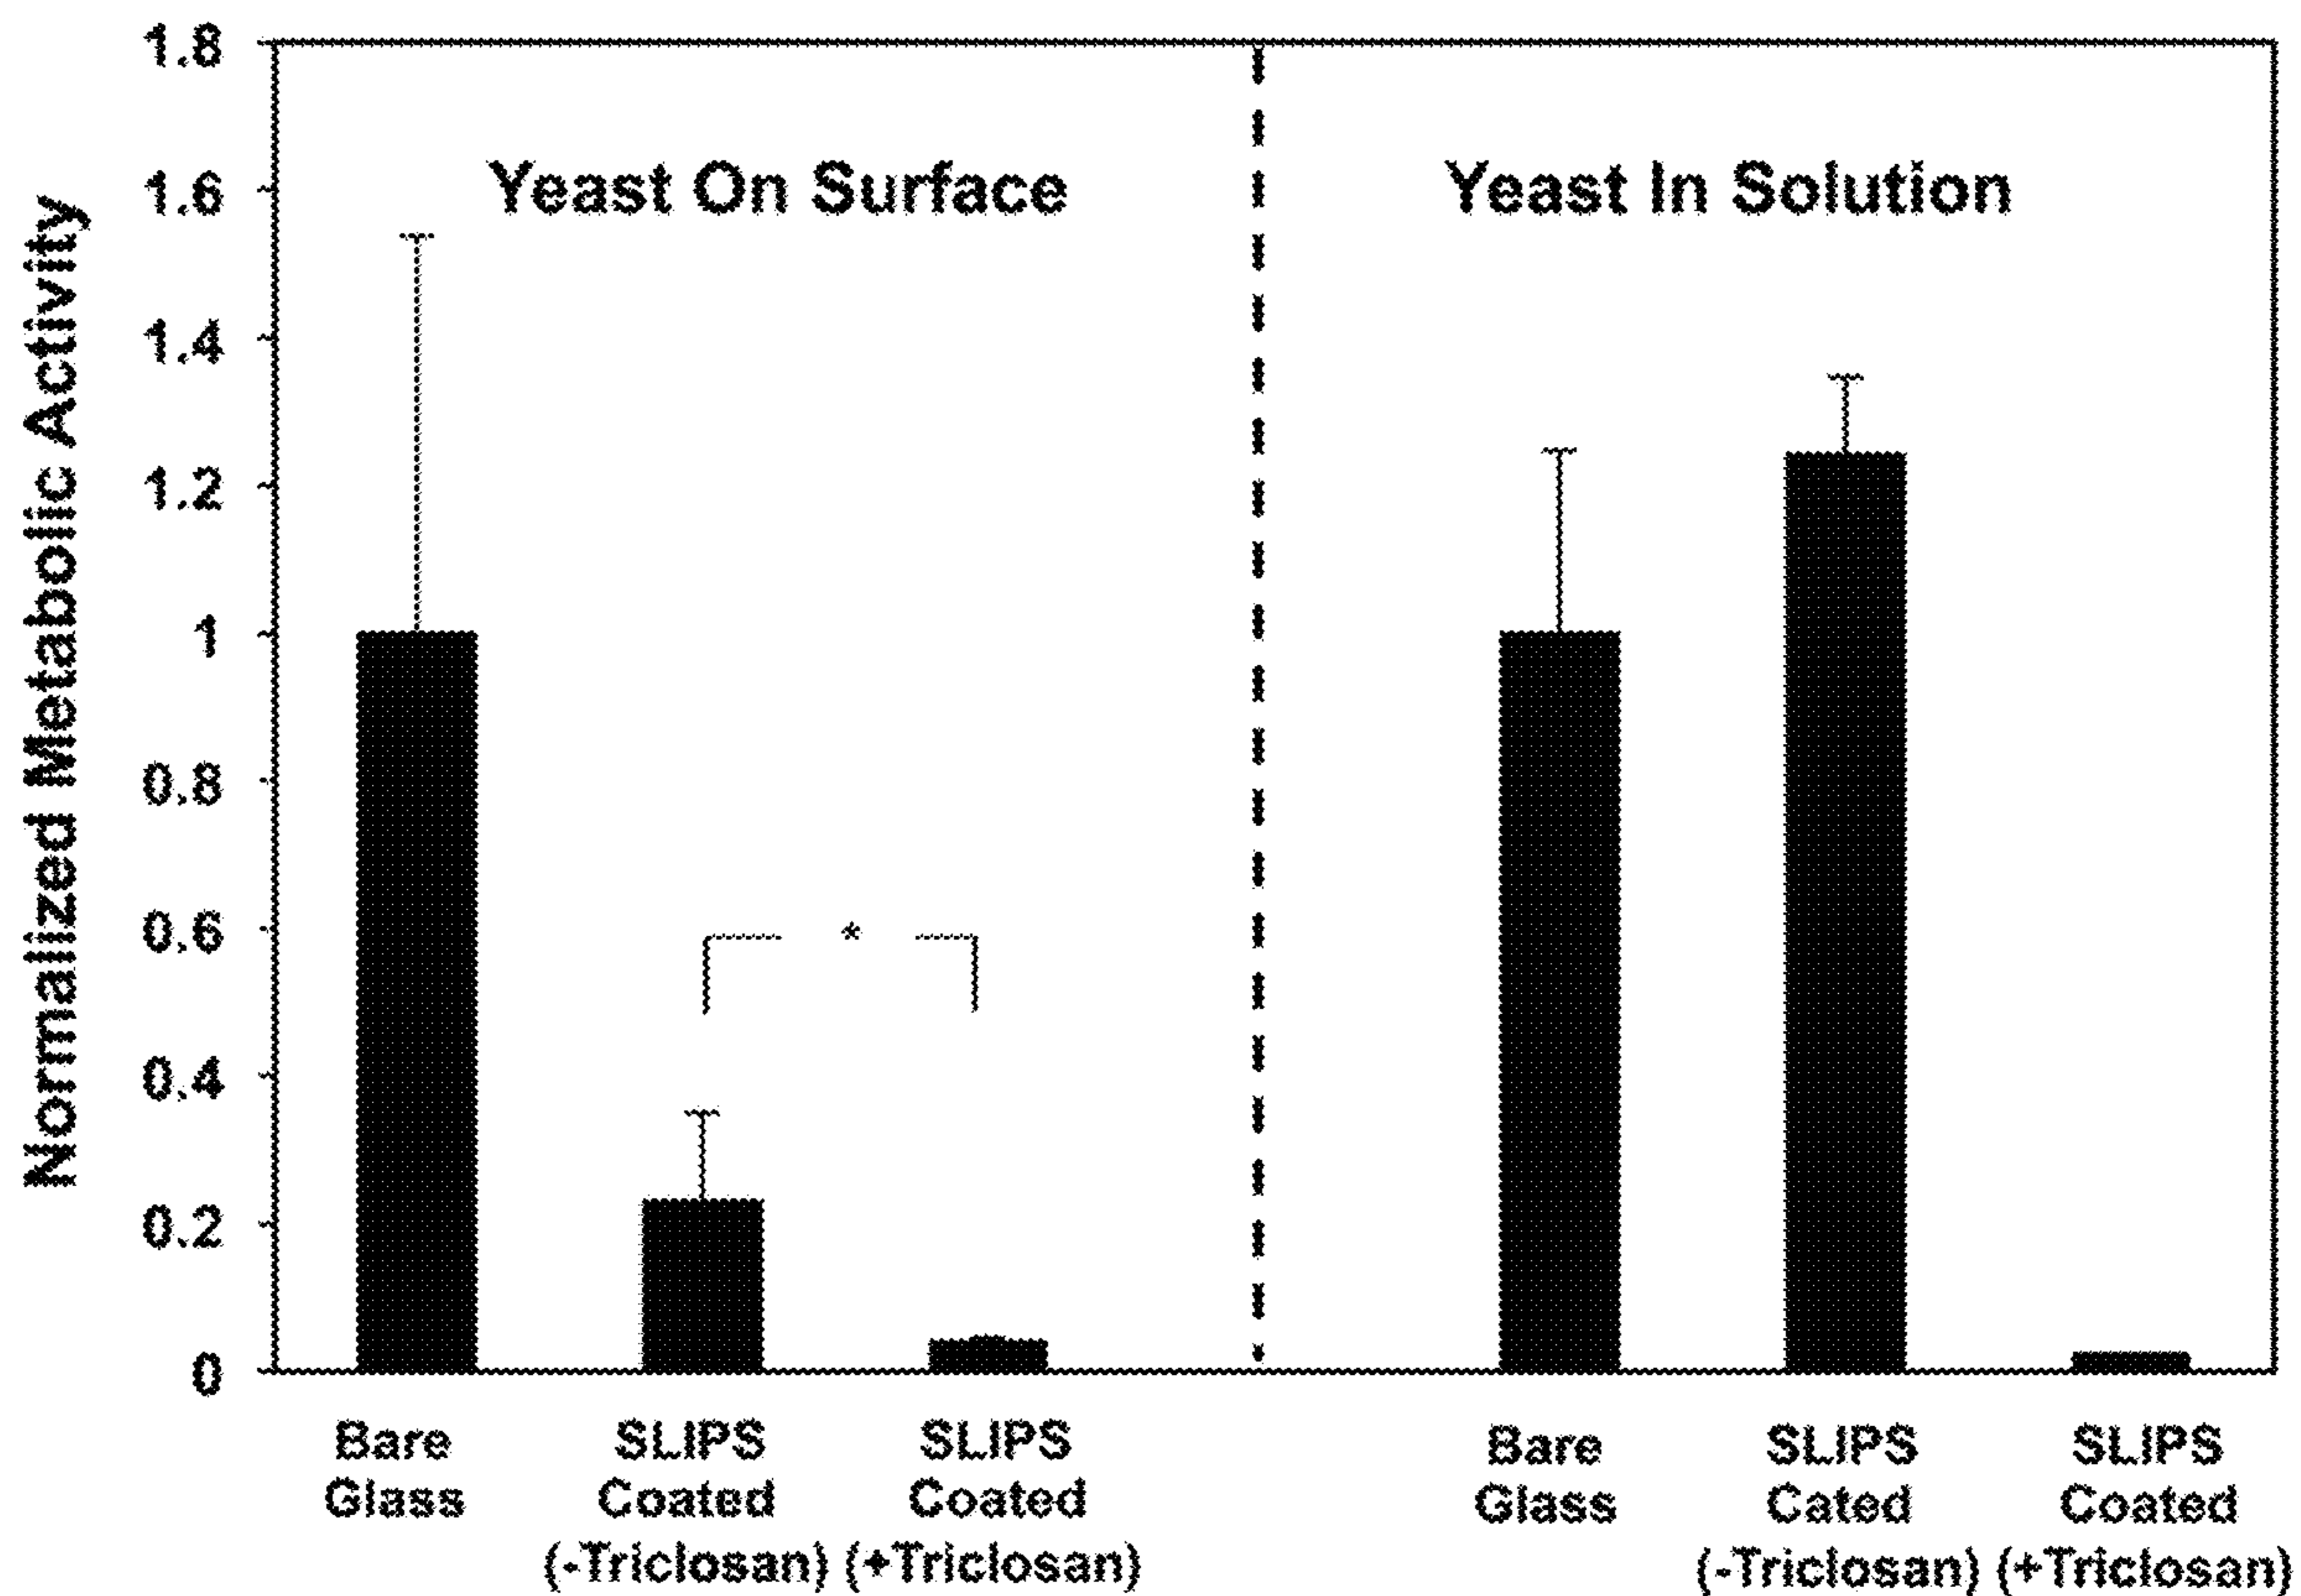 Normalized Metabolic Activity
1.8
1.6
1.4
1.2
1
0.8
0.6
0.4
0.2
0
Yeast On Surface
Yeast In Solution
*
Bare
Glass
SLIPS
Coated
(-Triclosan)
SLIPS
Coated
(+Triclosan)
Bare
Glass
SLIPS
Cated
(-Triclosan)
SLIPS
Coated
(+Triclosan)